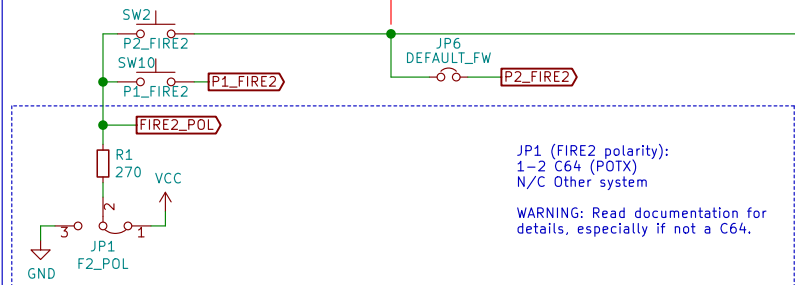 SW2
P2_FIRE2
SW10
P1_FIRE2
P1_FIRE2
JP6
DEFAULT_FW
P2_FIRE2
FIRE2_POL
R1
270
VCC
2
3
1
JP1
F2_POL
GND
JP1 (FIRE2 polarity):
1-2 C64 (POTX)
N/C Other system
WARNING: Read documentation for
details, especially if not a C64.